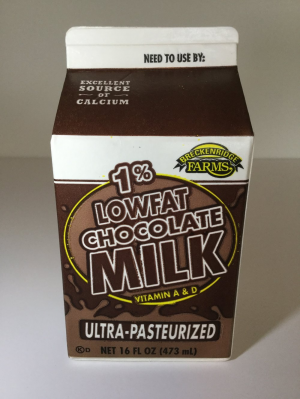 NEED TO USE BY:
EXCELLENT
SOURCE
OF
CALCIUM
BRECKENRIDGE
FARMS
1%
LOWFAT
CHOCOLATE
MILK
VITAMIN A & D
ULTRA-PASTEURIZED
NET 16 FL OZ (473 mL)